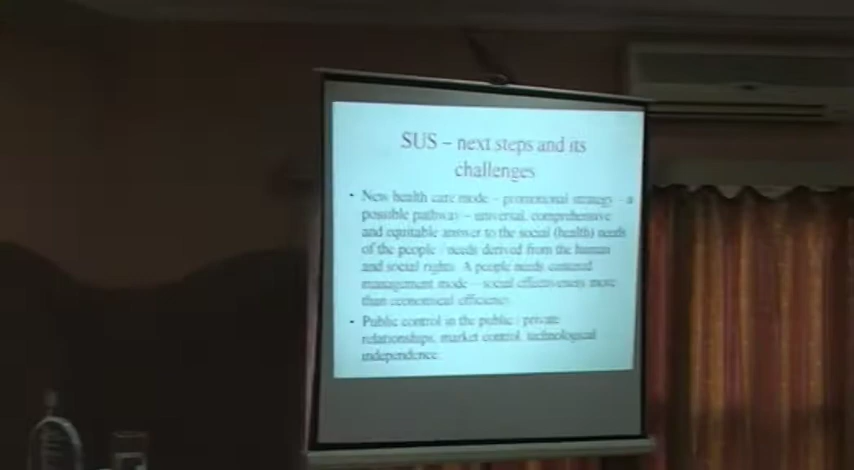 SUS – next steps and its
challenges
• New health care mode – promotional strategy – a
possible pathway – universal, comprehensive
and equitable answer to the social (health) needs
of the people / needs derived from the human
and social rights. A people needs centered
management mode – social effectiveness more
than economical efficiency.
• Public control in the public / private
relationships, market control, technological
independence